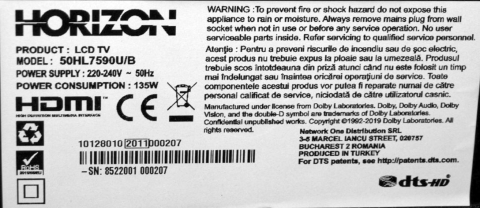 HORIZON
PRODUCT : LCD TV
MODEL : 50HL7590U/B
POWER SUPPLY : 220-240V ~ 50Hz
POWER CONSUMPTION : 135W
HDMI
HIGH-DEFINITION MULTIMEDIA INTERFACE
CE
RoHS
10128010 2011 000207
-SN: 8522001 000207
WARNING: To prevent fire or shock hazard do not expose this
appliance to rain or moisture. Always remove mains plug from wall
socket when not in use or before any service operation. No user
serviceable parts inside. Refer servicing to qualified service personnel.
Atenţie : Pentru a preveni riscurile de incendiu sau de şoc electric,
acest produs nu trebuie expus la ploaie sau la umezeală. Produsul
trebuie scos intotdeauna din priză atunci când nu este folosit un timp
mai îndelungat sau înaintea oricărei operaţiuni de service. Toate
componentele acestui produs vor putea fi reparate numai de către
personal calificat de service, niciodată de către utilizatorul casnic.
Manufactured under license from Dolby Laboratories. Dolby, Dolby Audio, Dolby
Vision, and the double-D symbol are trademarks of Dolby Laboratories.
Confidential unpublished works. Copyright ©1992-2019 Dolby Laboratories. All
rights reserved.
Network One Distribution SRL
3-5 MARCEL IANCU STREET, 020757
BUCHAREST 2 ROMANIA
PRODUCED IN TURKEY
For DTS patents, see http://patents.dts.com.
dts-HD